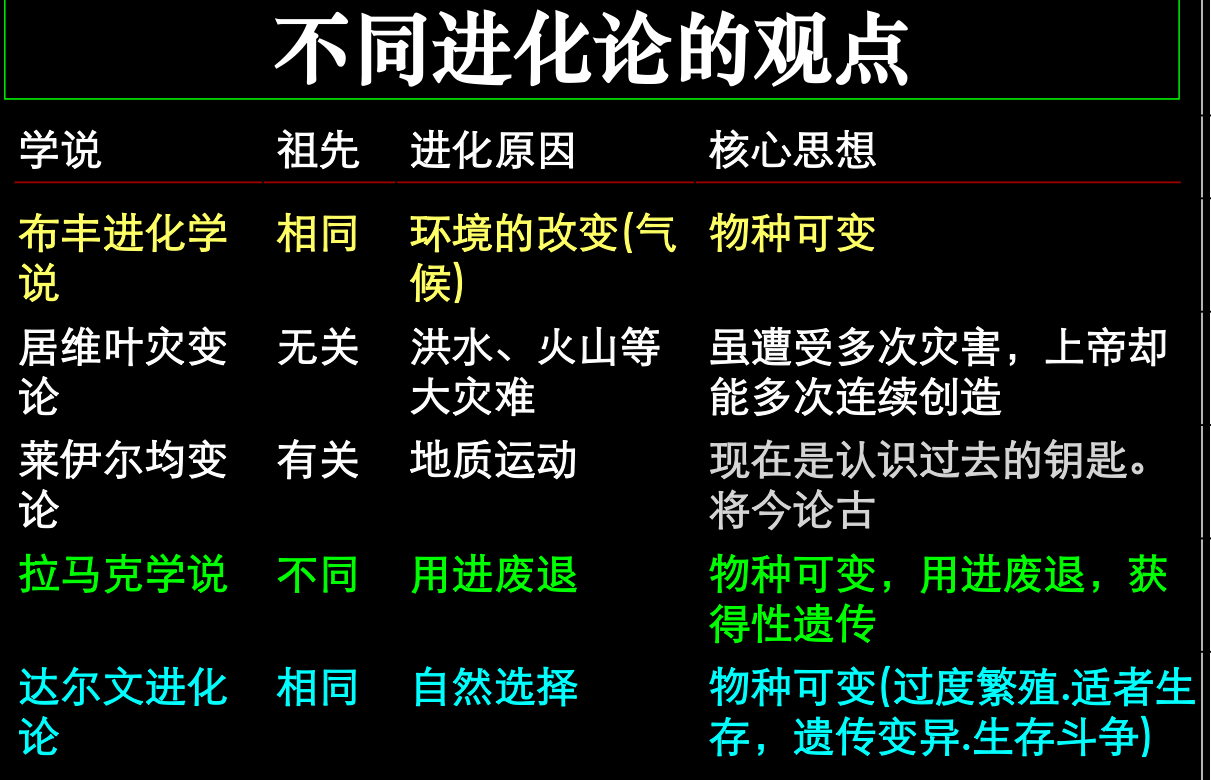 不同进化论的观点
学说 祖先 进化原因 核心思想
布丰进化学 相同 环境的改变(气 物种可变
说 候)
居维叶灾变 无关 洪水、火山等 虽遭受多次灾害，上帝却
论 大灾难 能多次连续创造
莱伊尔均变 有关 地质运动 现在是认识过去的钥匙。
论 将今论古
拉马克学说 不同 用进废退 物种可变，用进废退，获
得性遗传
达尔文进化 相同 自然选择 物种可变(过度繁殖.适者生
论 存，遗传变异.生存斗争)